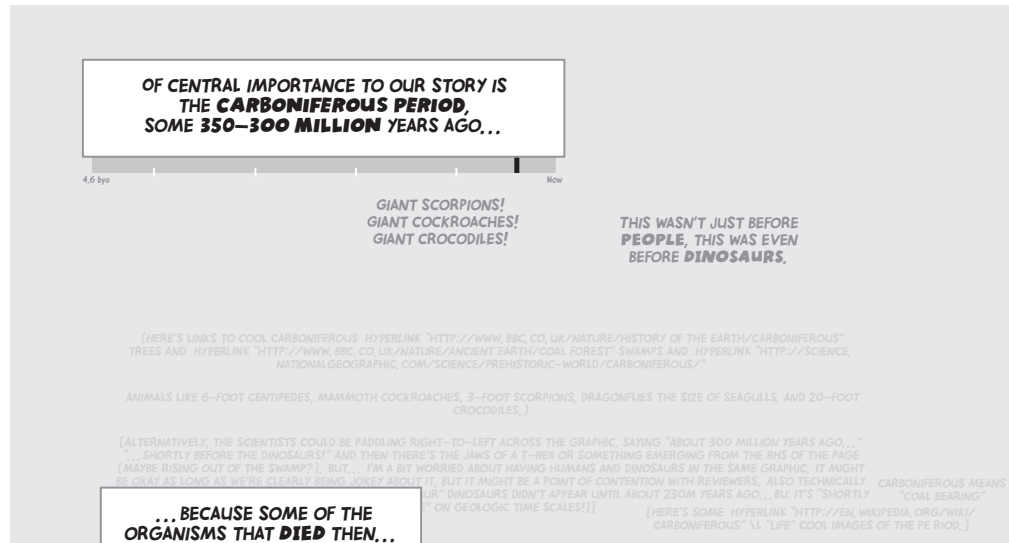 OF CENTRAL IMPORTANCE TO OUR STORY IS
THE CARBONIFEROUS PERIOD,
SOME 350–300 MILLION YEARS AGO...
4.6 bya
Now
GIANT SCORPIONS!
GIANT COCKROACHES!
GIANT CROCODILES!
THIS WASN'T JUST BEFORE
PEOPLE, THIS WAS EVEN
BEFORE DINOSAURS.
(HERE'S LINKS TO COOL CARBONIFEROUS HYPERLINK "HTTP://WWW.BBC.CO.UK/NATURE/HISTORY OF THE EARTH/CARBONIFEROUS"
TREES AND HYPERLINK "HTTP://WWW.BBC.CO.UK/NATURE/ANCIENT EARTH/COAL FOREST" SWAMPS AND HYPERLINK "HTTP://SCIENCE.
NATIONALGEOGRAPHIC.COM/SCIENCE/PREHISTORIC-WORLD/CARBONIFEROUS/"
ANIMALS LIKE 6-FOOT CENTIPEDES, MAMMOTH COCKROACHES, 3-FOOT SCORPIONS, DRAGONFLIES THE SIZE OF SEAGULLS, AND 20-FOOT
CROCODILES.)
[ALTERNATIVELY, THE SCIENTISTS COULD BE PADDLING RIGHT-TO-LEFT ACROSS THE GRAPHIC, SAYING "ABOUT 300 MILLION YEARS AGO..."
"...SHORTLY BEFORE THE DINOSAURS!" AND THEN THERE'S THE JAWS OF A T-REX OR SOMETHING EMERGING FROM THE RHS OF THE PAGE
(MAYBE RISING OUT OF THE SWAMP?). BUT... I'M A BIT WORRIED ABOUT HAVING HUMANS AND DINOSAURS IN THE SAME GRAPHIC. IT MIGHT
BE OKAY AS LONG AS WE'RE CLEARLY BEING JOKEY ABOUT IT, BUT IT MIGHT BE A POINT OF CONTENTION WITH REVIEWERS. ALSO TECHNICALLY
UR" DINOSAURS DIDN'T APPEAR UNTIL ABOUT 230M YEARS AGO...BU, IT'S "SHORTLY
E" ON GEOLOGIC TIME SCALES!)]
CARBONIFEROUS MEANS
"COAL BEARING"
[HERE'S SOME HYPERLINK "HTTP://EN.WIKIPEDIA.ORG/WIKI/
CARBONIFEROUS" \L "LIFE" COOL IMAGES OF THE PE RIOD.]
...BECAUSE SOME OF THE
ORGANISMS THAT DIED THEN...